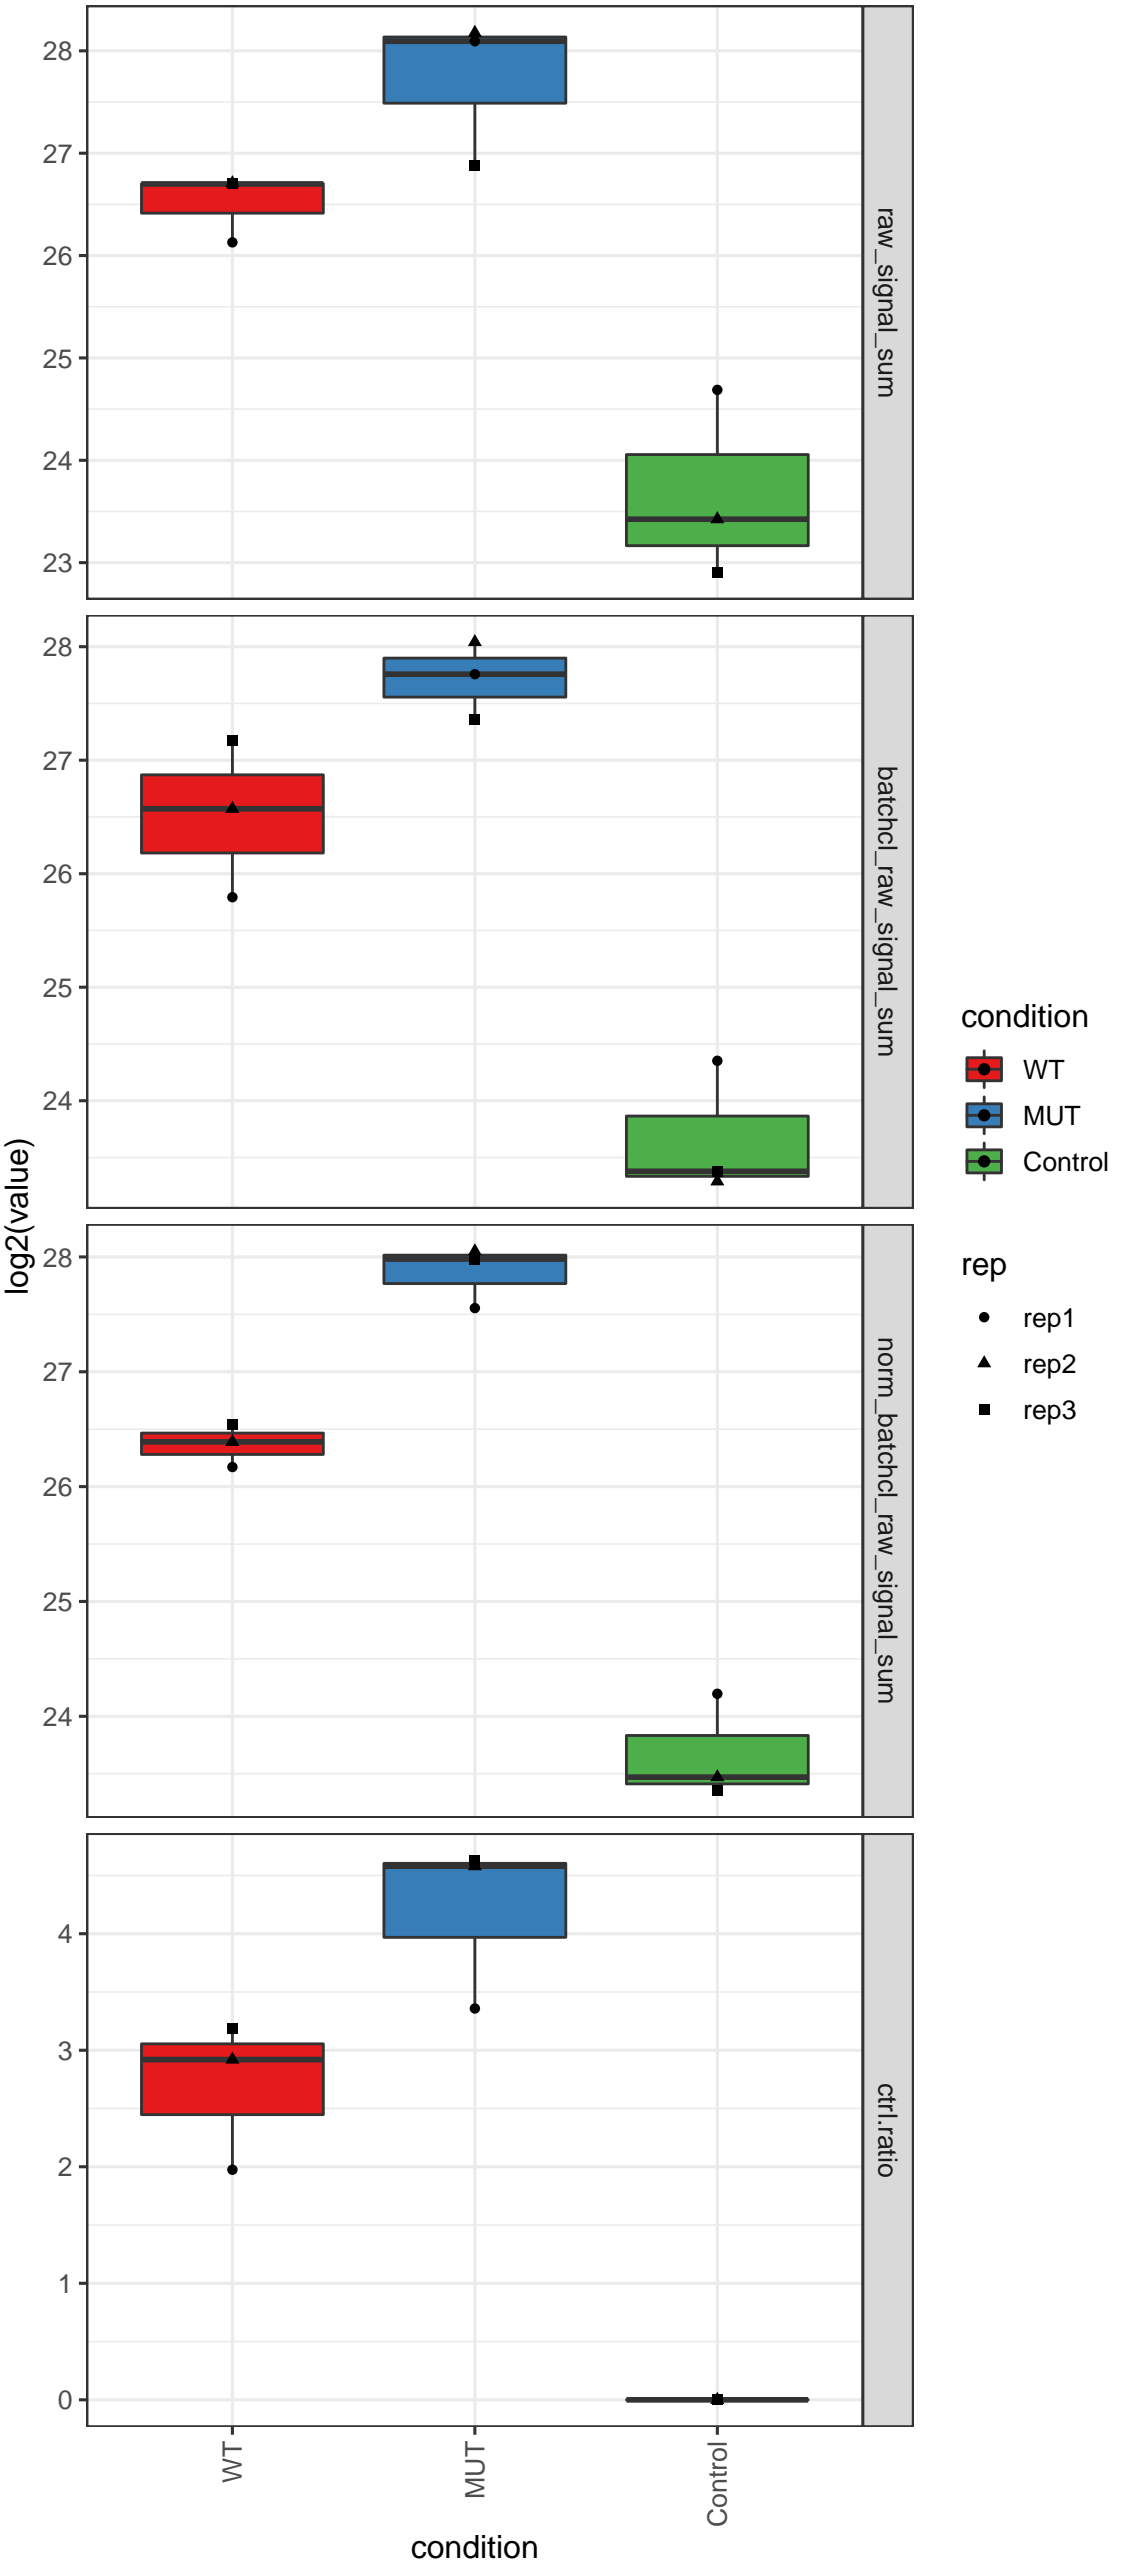 log2(value)
28
27
26
25
24
23
raw_signal_sum
28
27
26
25
24
batchcl_raw_signal_sum
28
27
26
25
24
norm_batchcl_raw_signal_sum
4
3
2
1
0
ctrl.ratio
WT
MUT
Control
condition
condition
WT
MUT
Control
rep
rep1
rep2
rep3